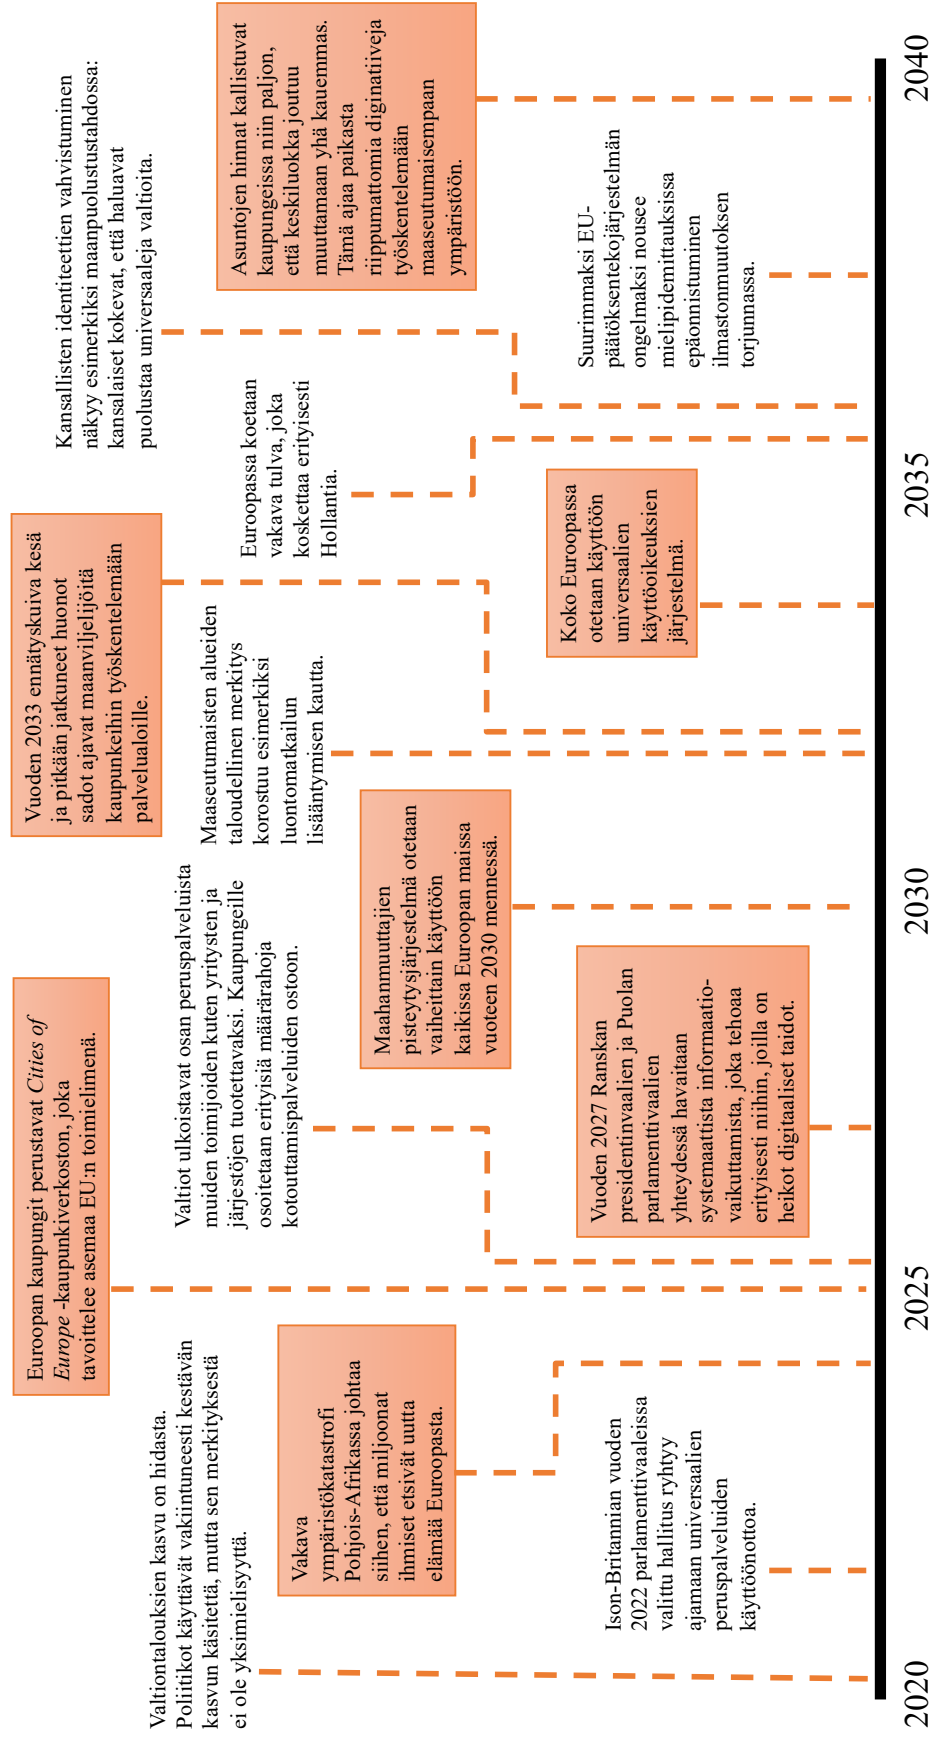 Valtiontalouksien kasvu on hidasta.
Poliitikot käyttävät vakiintuneesti kestävän
kasvun käsitettä, mutta sen merkityksestä
ei ole yksimielisyyttä.
Ison-Britannian vuoden
2022 parlamenttivaaleissa
valittu hallitus ryhtyy
ajamaan universaalien
peruspalveluiden
käyttöönottoa.
Vakava
ympäristökatastrofi
Pohjois-Afrikassa johtaa
siihen, että miljoonat
ihmiset etsivät uutta
elämää Euroopasta.
Euroopan kaupungit perustavat Cities of
Europe -kaupunkiverkoston, joka
tavoittelee asemaa EU:n toimielimenä.
Valtiot ulkoistavat osan peruspalveluista
muiden toimijoiden kuten yritysten ja
järjestöjen tuotettavaksi. Kaupungeille
osoitetaan erityisiä määrärahoja
kotouttamispalveluiden ostoon.
Vuoden 2027 Ranskan
presidentinvaalien ja Puolan
parlamenttivaalien
yhteydessä havaitaan
systemaattista informaatio-
vaikuttamista, joka tehoaa
erityisesti niihin, joilla on
heikot digitaaliset taidot.
Maahanmuuttajien
pisteytysjärjestelmä otetaan
vaiheittain käyttöön
kaikissa Euroopan maissa
vuoteen 2030 mennessä.
Maaseutumaisten alueiden
taloudellinen merkitys
korostuu esimerkiksi
luontomatkailun
lisääntymisen kautta.
Vuoden 2033 ennätyskuiva kesä
ja pitkään jatkuneet huonot
sadot ajavat maanviljelijöitä
kaupunkeihin työskentelemään
palvelualoille.
Koko Euroopassa
otetaan käyttöön
universaalien
käyttöoikeuksien
järjestelmä.
Euroopassa koetaan
vakava tulva, joka
koskettaa erityisesti
Hollantia.
Kansallisten identiteettien vahvistuminen
näkyy esimerkiksi maanpuolustustahdossa:
kansalaiset kokevat, että haluavat
puolustaa universaaleja valtioita.
Suurimmaksi EU-
päätöksentekojärjestelmän
ongelmaksi nousee
mielipidemittauksissa
epäonnistuminen
ilmastonmuutoksen
torjunnassa.
Asuntojen hinnat kallistuvat
kaupungeissa niin paljon,
että keskiluokka joutuu
muttamaan yhä kauemmas.
Tämä ajaa paikasta
riippumattomia diginatiiveja
työskentelemään
maaseutumaisempaan
ympäristöön.
2020
2025
2030
2035
2040